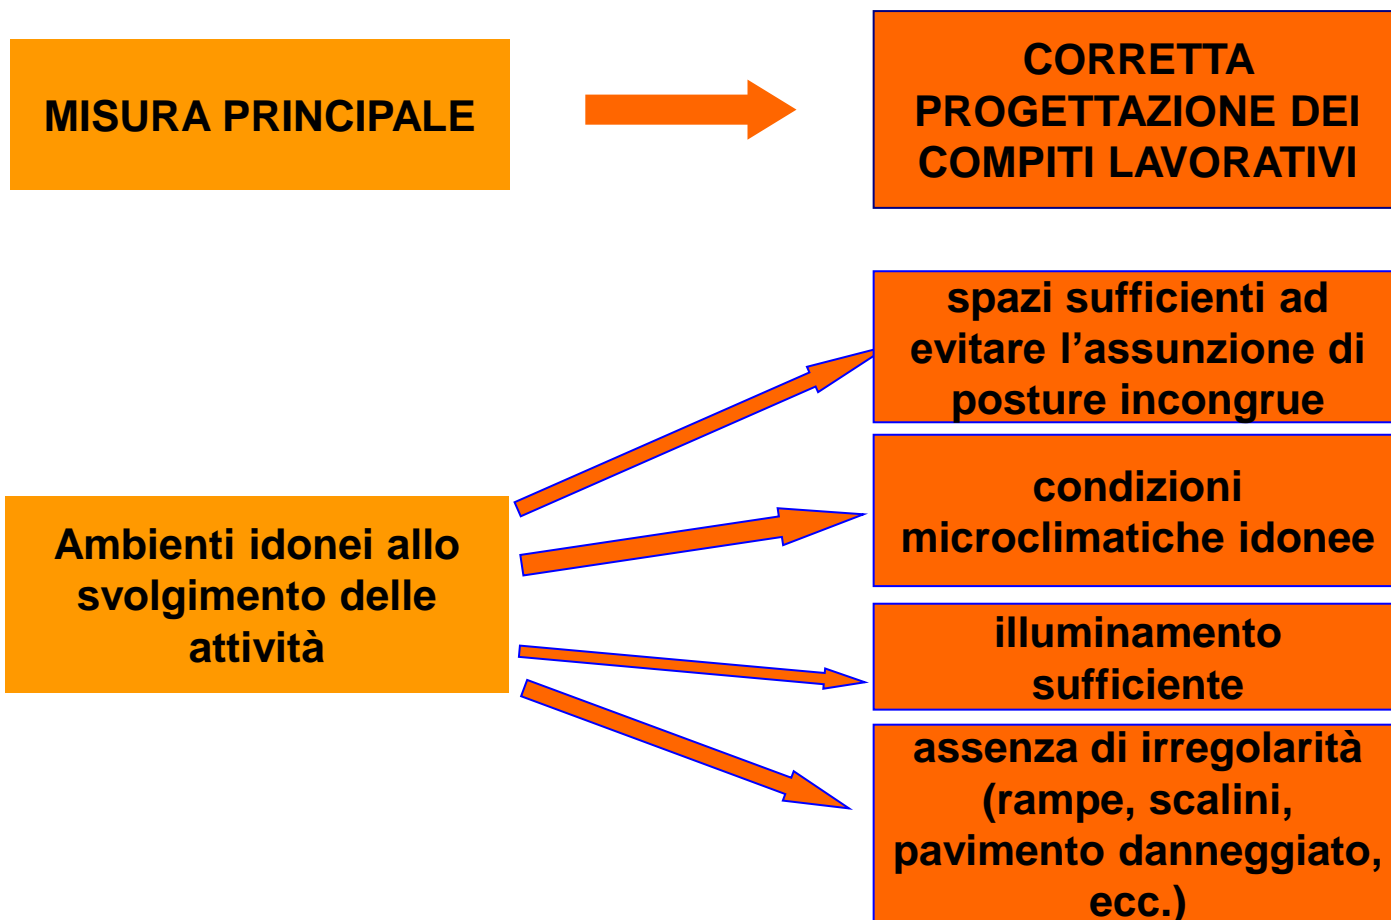 MISURA PRINCIPALE
CORRETTA
PROGETTAZIONE DEI
COMPITI LAVORATIVI
Ambienti idonei allo
svolgimento delle
attività
spazi sufficienti ad
evitare l’assunzione di
posture incongrue
condizioni
microclimatiche idonee
illuminamento
sufficiente
assenza di irregolarità
(rampe, scalini,
pavimento danneggiato,
ecc.)